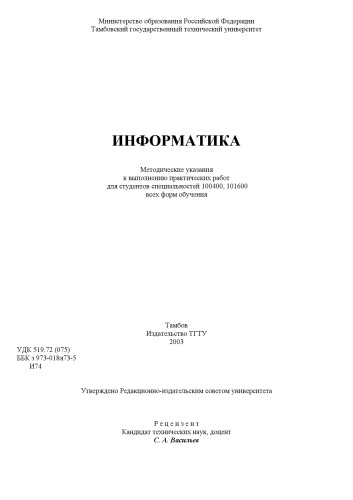 Министерство образования Российской Федерации
Тамбовский государственный технический университет
ИНФОРМАТИКА
Методические указания
к выполнению практических работ
для студентов специальностей 100400, 101600
всех форм обучения
Тамбов
Издательство ТГТУ
2003
УДК 519.72 (075)
ББК з 973-018я73-5
И74
Утверждено Редакционно-издательским советом университета
Р е ц е н з е н т
Кандидат технических наук, доцент
С. А. Васильев